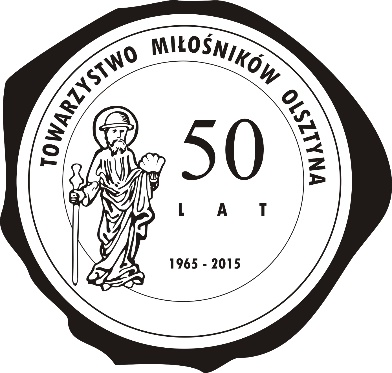 TOWARZYSTWO MIŁOŚNIKÓW OLSZTYNA
50
LAT
1965 - 2015